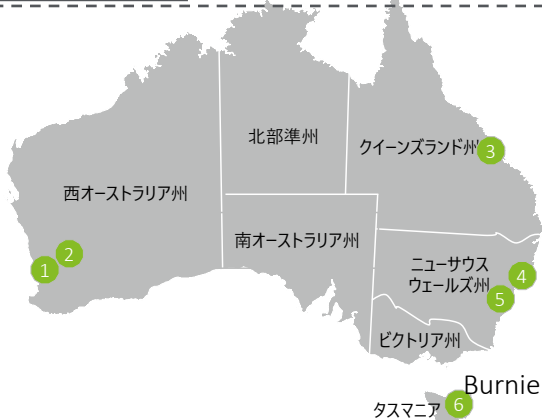 北部準州
クイーンズランド州
3
西オーストラリア州
2
1
南オーストラリア州
ニューサウス
ウェールズ州
4
5
ビクトリア州
Burnie
タスマニア
6